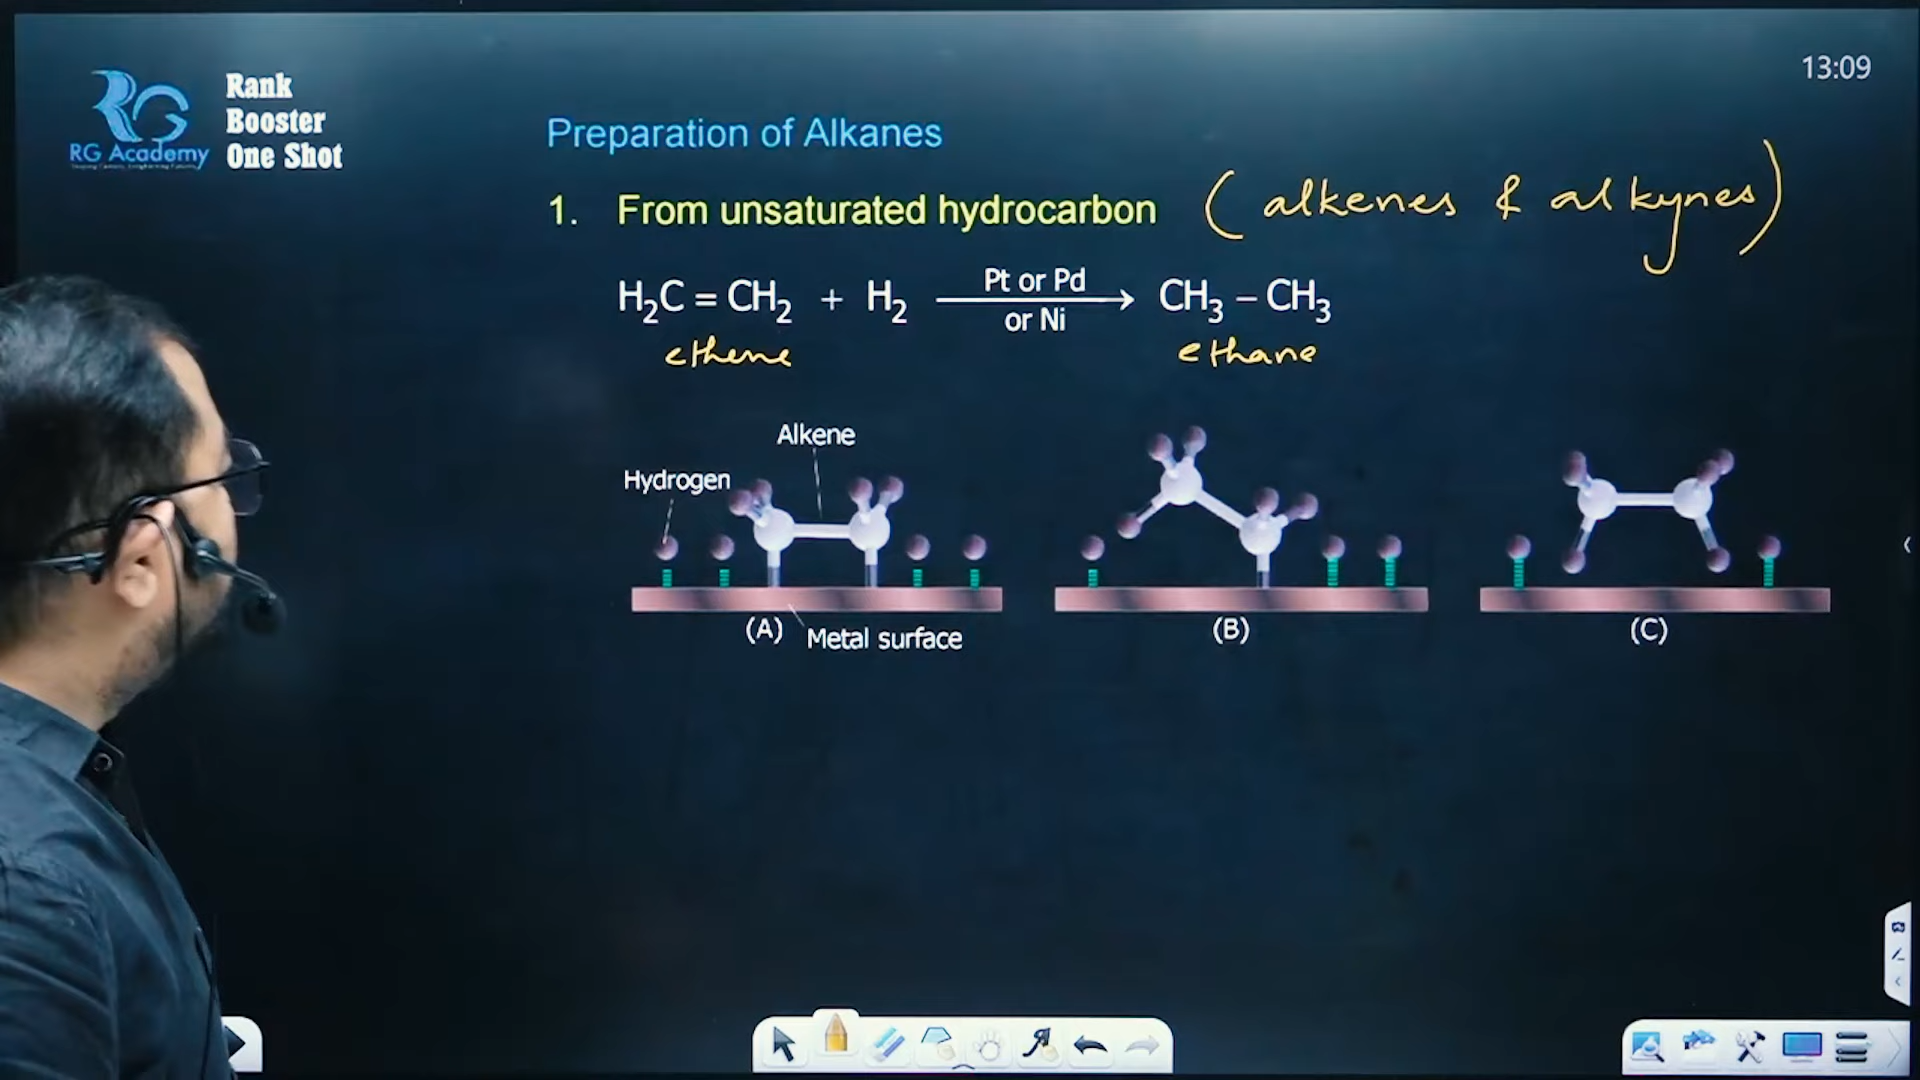 Rank
Booster
One Shot
RG Academy
13:09
Preparation of Alkanes
1. From unsaturated hydrocarbon (alkenes & alkynes)
H₂C = CH₂ + H₂ Pt or Pd or Ni → CH₃ – CH₃
ethene ethane
Alkene
Hydrogen
(A) Metal surface (B) (C)